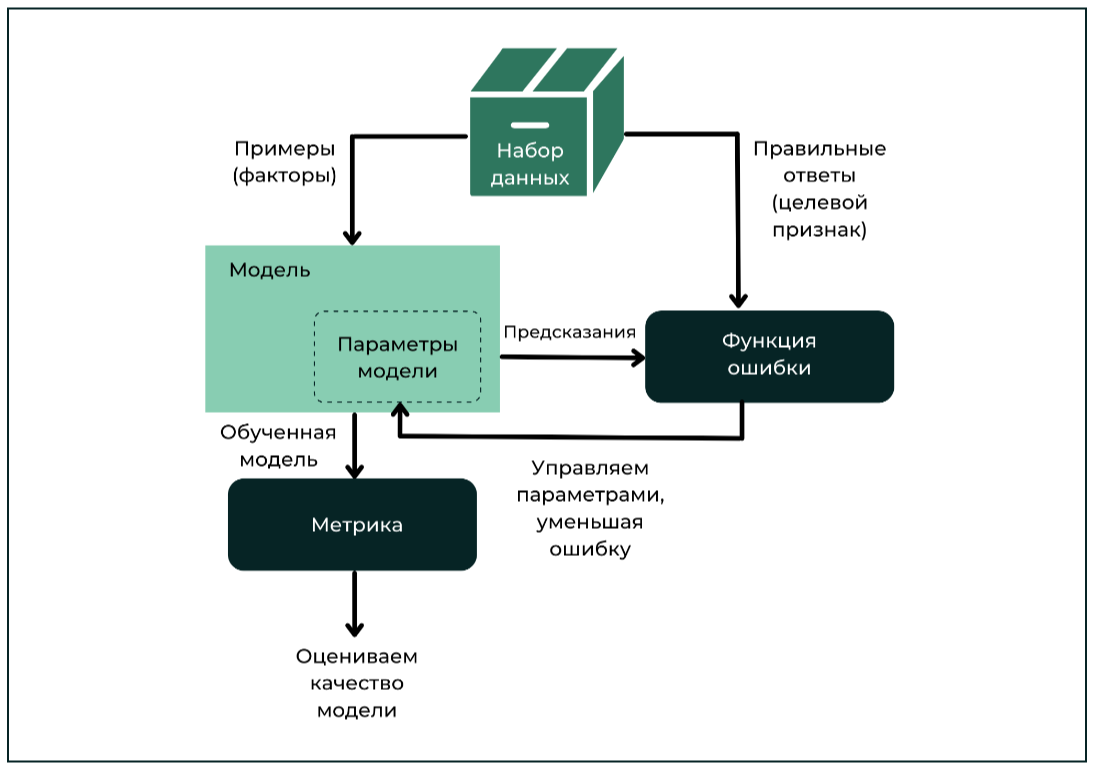 Набор
данных
Примеры
(факторы)
Правильные
ответы
(целевой
признак)
Модель
Параметры
модели
Предсказания
Функция
ошибки
Обученная
модель
Управляем
параметрами,
уменьшая
ошибку
Метрика
Оцениваем
качество
модели